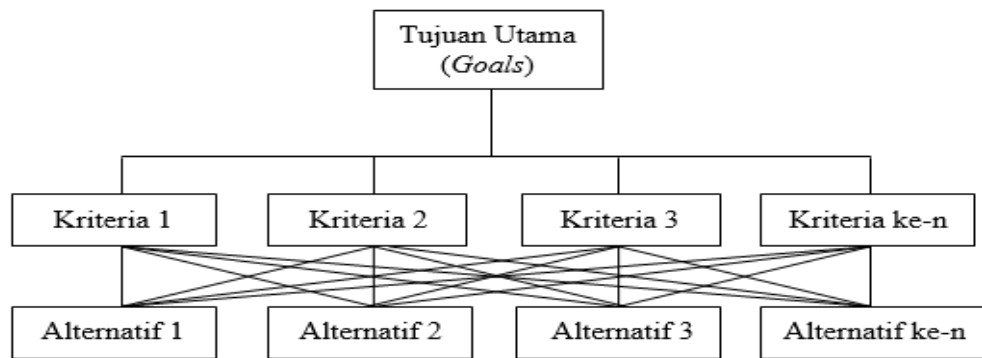 Tujuan Utama
(Goals)
Kriteria 1
Kriteria 2
Kriteria 3
Kriteria ke-n
Alternatif 1
Alternatif 2
Alternatif 3
Alternatif ke-n